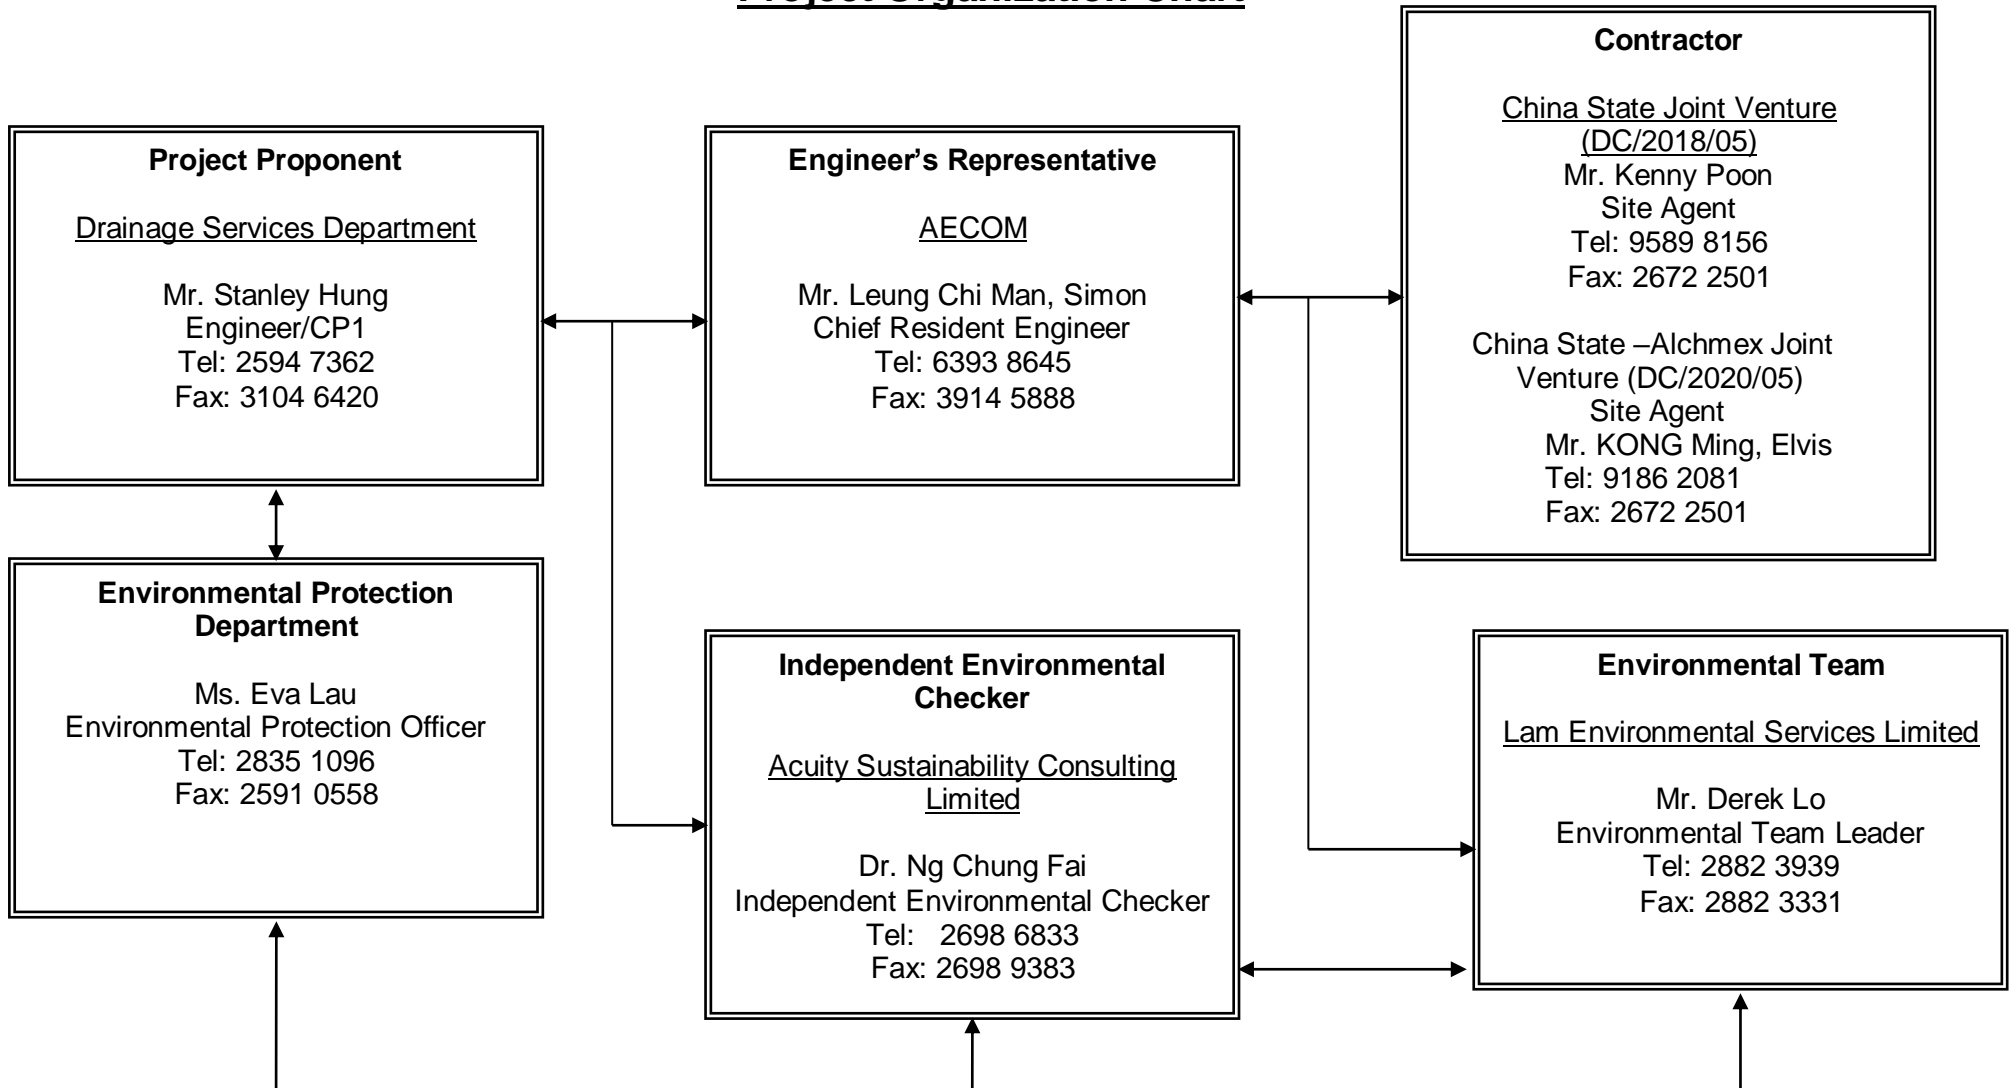 Project Organization Chart
Contractor
China State Joint Venture
(DC/2018/05)
Mr. Kenny Poon
Site Agent
Tel: 9589 8156
Fax: 2672 2501
China State –Alchmex Joint
Venture (DC/2020/05)
Site Agent
Mr. KONG Ming, Elvis
Tel: 9186 2081
Fax: 2672 2501
Project Proponent
Drainage Services Department
Mr. Stanley Hung
Engineer/CP1
Tel: 2594 7362
Fax: 3104 6420
Engineer’s Representative
AECOM
Mr. Leung Chi Man, Simon
Chief Resident Engineer
Tel: 6393 8645
Fax: 3914 5888
Environmental Protection
Department
Ms. Eva Lau
Environmental Protection Officer
Tel: 2835 1096
Fax: 2591 0558
Independent Environmental
Checker
Acuity Sustainability Consulting
Limited
Dr. Ng Chung Fai
Independent Environmental Checker
Tel: 2698 6833
Fax: 2698 9383
Environmental Team
Lam Environmental Services Limited
Mr. Derek Lo
Environmental Team Leader
Tel: 2882 3939
Fax: 2882 3331